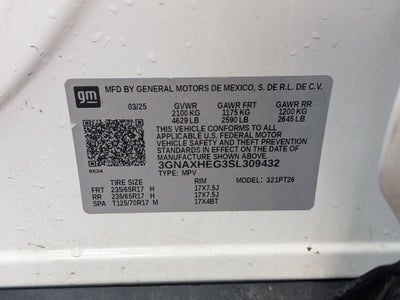 gm
MFD BY GENERAL MOTORS DE MEXICO, S. DE R.L. DE C.V.
03/25 GVWR GAWR FRT GAWR RR
2100 KG 1175 KG 1200 KG
4629 LB 2590 LB 2645 LB
THIS VEHICLE CONFORMS TO ALL
APPLICABLE U.S. FEDERAL MOTOR
VEHICLE SAFETY AND THEFT
PREVENTION STANDARDS IN EFFECT ON THE
DATE OF MANUFACTURE SHOWN ABOVE.
3GNAXHEG3SL309432
8624 TYPE: MPV
TIRE SIZE RIM MODEL: 321PT26
FRT 235/65R17 H 17X7.5J
RR 235/65R17 H 17X7.5J
SPA T125/70R17 M 17X4BT